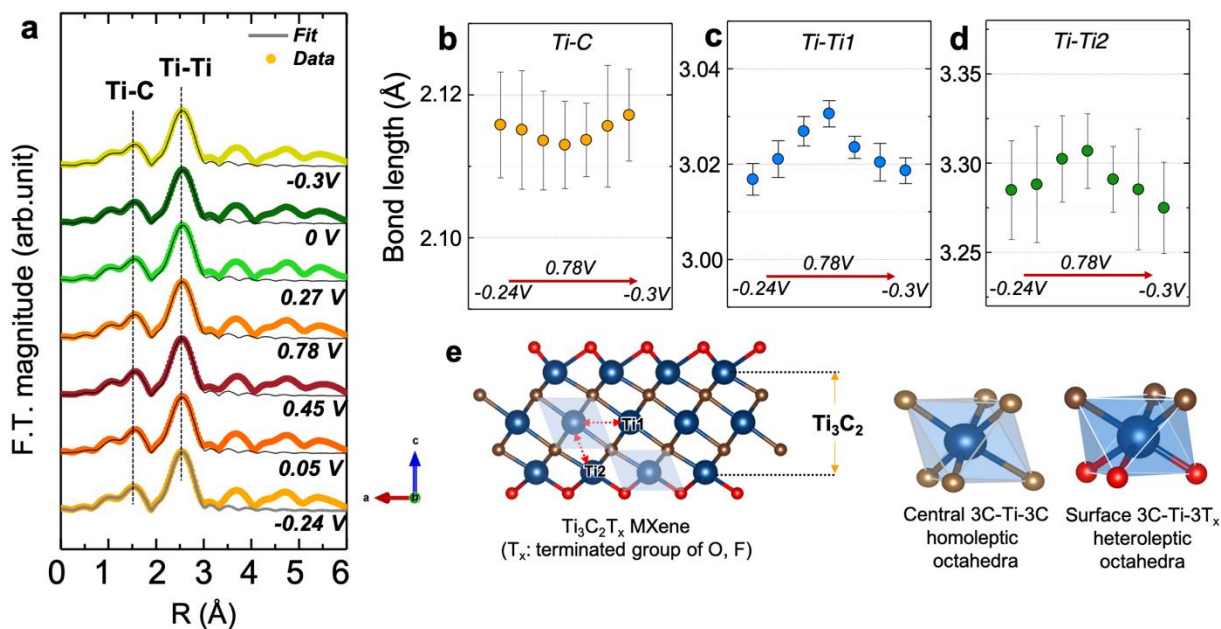 a
Fit
Data
Ti-C
Ti-Ti
-0.3V
0 V
0.27 V
0.78 V
0.45 V
0.05 V
-0.24 V
F.T. magnitude (arb.unit)
0 1 2 3 4 5 6
R (Å)
b
Ti-C
Bond length (Å)
2.12
2.10
0.78V
-0.24V
-0.3V
c
Ti-Ti1
3.04
3.02
3.00
0.78V
-0.24V
-0.3V
d
Ti-Ti2
3.35
3.30
3.25
0.78V
-0.24V
-0.3V
e
c
a
b
Ti1
Ti2
Ti₃C₂
Ti₃C₂Tₓ MXene
(Tₓ: terminated group of O, F)
Central 3C-Ti-3C
homoleptic
octahedra
Surface 3C-Ti-3Tₓ
heteroleptic
octahedra